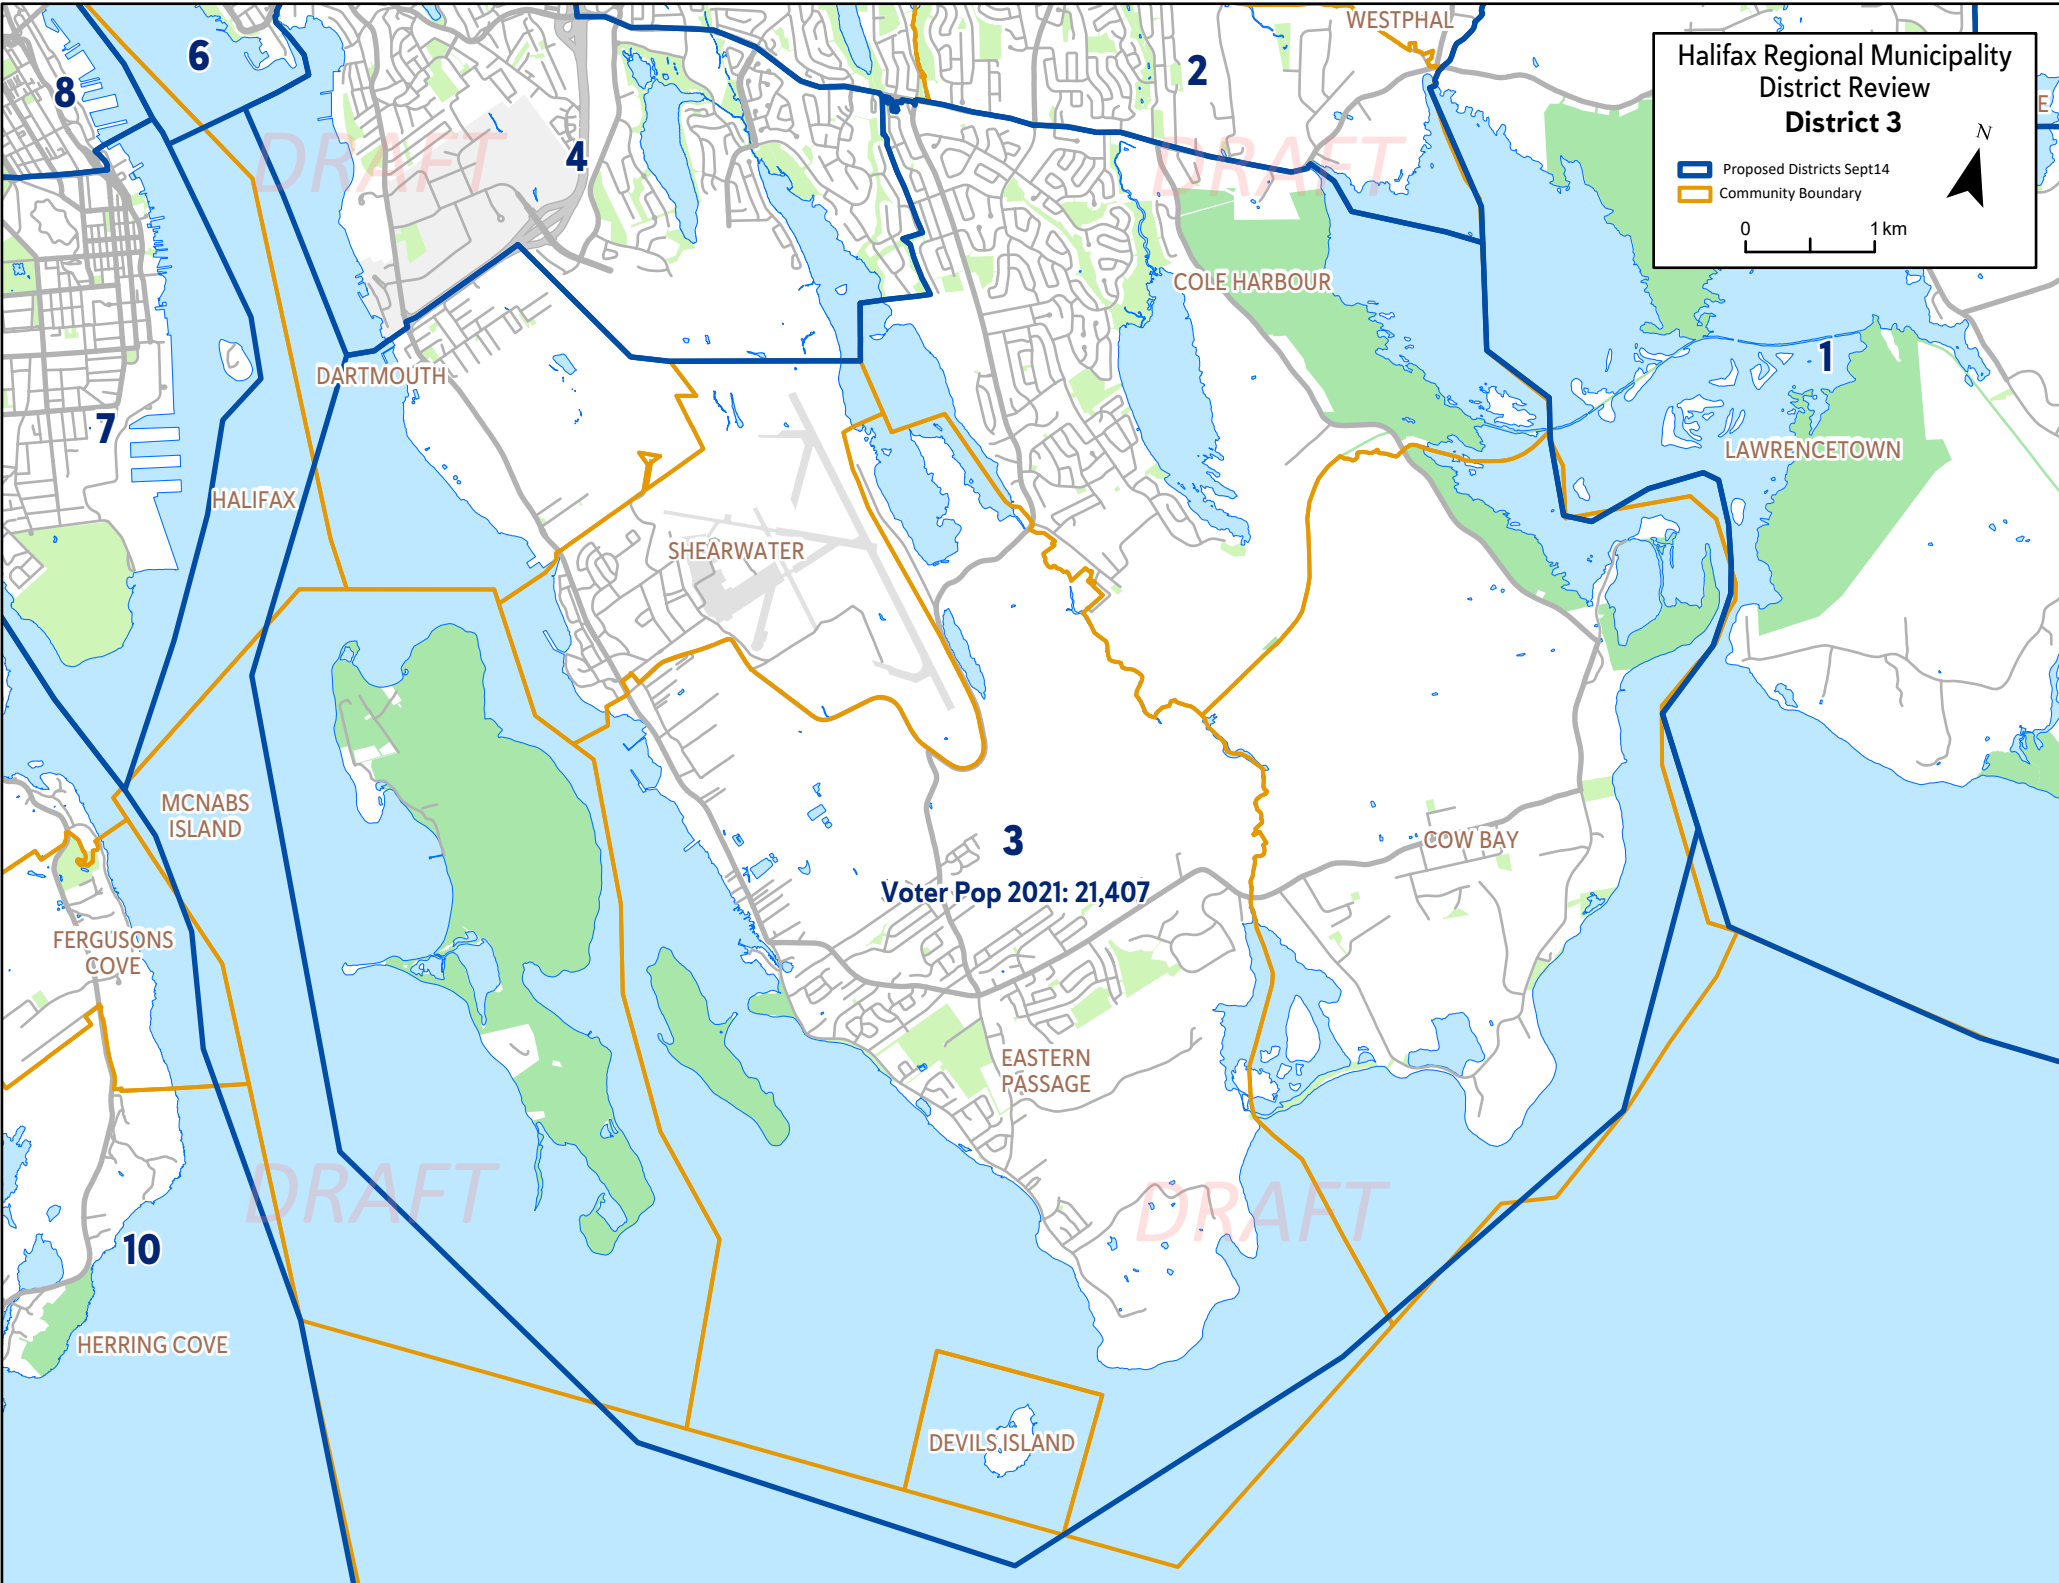 WESTPHAL
Halifax Regional Municipality
District Review
District 3
N
Proposed Districts Sept14
Community Boundary
0
1 km
E
6
8
2
4
DRAFT
DRAFT
COLE HARBOUR
1
DARTMOUTH
7
LAWRENCETOWN
HALIFAX
SHEARWATER
MCNABS
ISLAND
3
COW BAY
Voter Pop 2021: 21,407
FERGUSONS
COVE
EASTERN
PASSAGE
DRAFT
DRAFT
10
HERRING COVE
DEVILS ISLAND